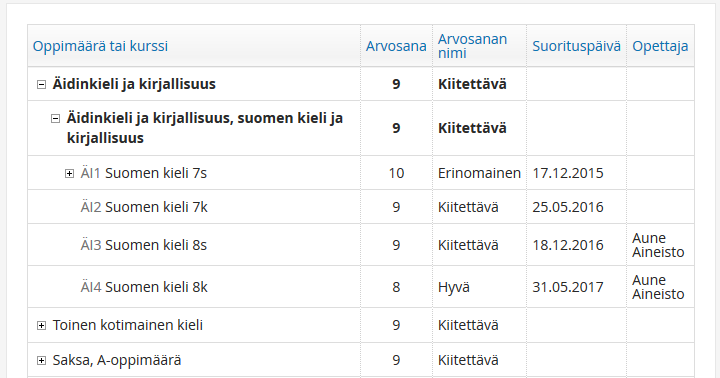 Oppimäärä tai kurssi Arvosana Arvosanan nimi Suorituspäivä Opettaja
Äidinkieli ja kirjallisuus 9 Kiitettävä
Äidinkieli ja kirjallisuus, suomen kieli ja kirjallisuus 9 Kiitettävä
ÄI1 Suomen kieli 7s 10 Erinomainen 17.12.2015
ÄI2 Suomen kieli 7k 9 Kiitettävä 25.05.2016
ÄI3 Suomen kieli 8s 9 Kiitettävä 18.12.2016 Aune Aineisto
ÄI4 Suomen kieli 8k 8 Hyvä 31.05.2017 Aune Aineisto
Toinen kotimainen kieli 9 Kiitettävä
Saksa, A-oppimäärä 9 Kiitettävä